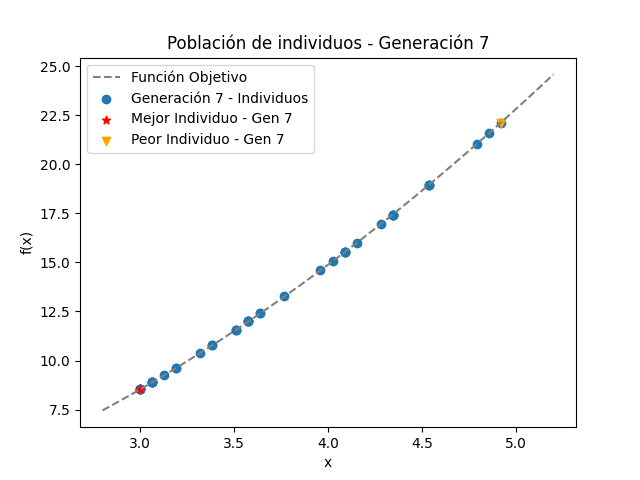 Población de individuos - Generación 7
Función Objetivo
Generación 7 - Individuos
Mejor Individuo - Gen 7
Peor Individuo - Gen 7
f(x)
25.0
22.5
20.0
17.5
15.0
12.5
10.0
7.5
3.0 3.5 4.0 4.5 5.0
x